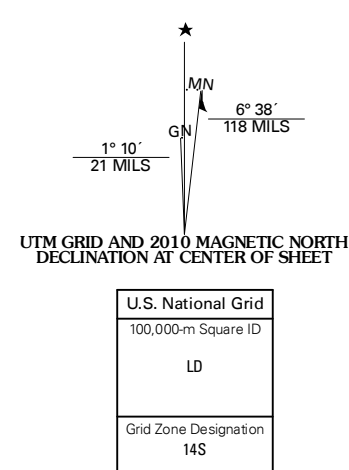 MN
GN
6° 38´
118 MILS
1° 10´
21 MILS
UTM GRID AND 2010 MAGNETIC NORTH
DECLINATION AT CENTER OF SHEET
U.S. National Grid
100,000-m Square ID
LD
Grid Zone Designation
14S